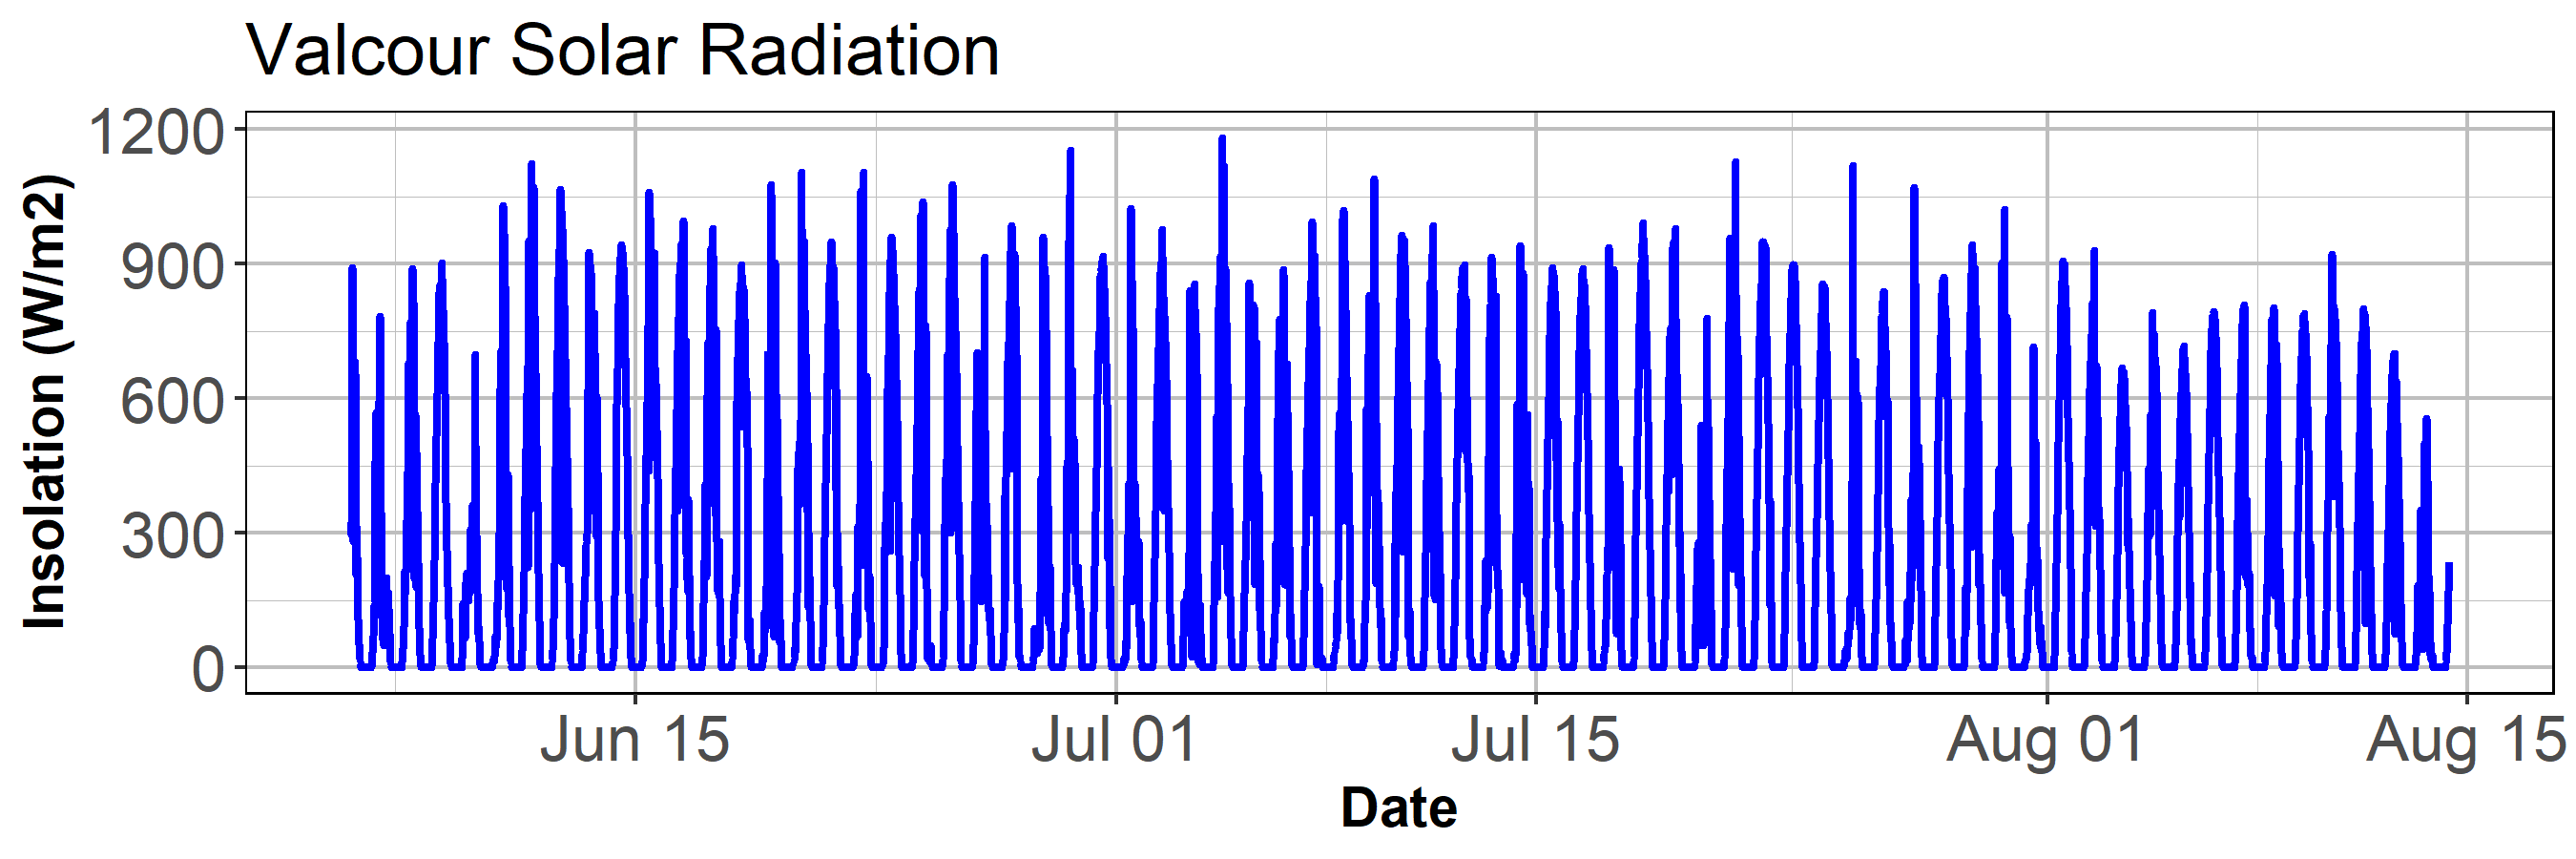 Valcour Solar Radiation
Insolation (W/m2)
1200
900
600
300
0
Jun 15
Jul 01
Jul 15
Aug 01
Aug 15
Date